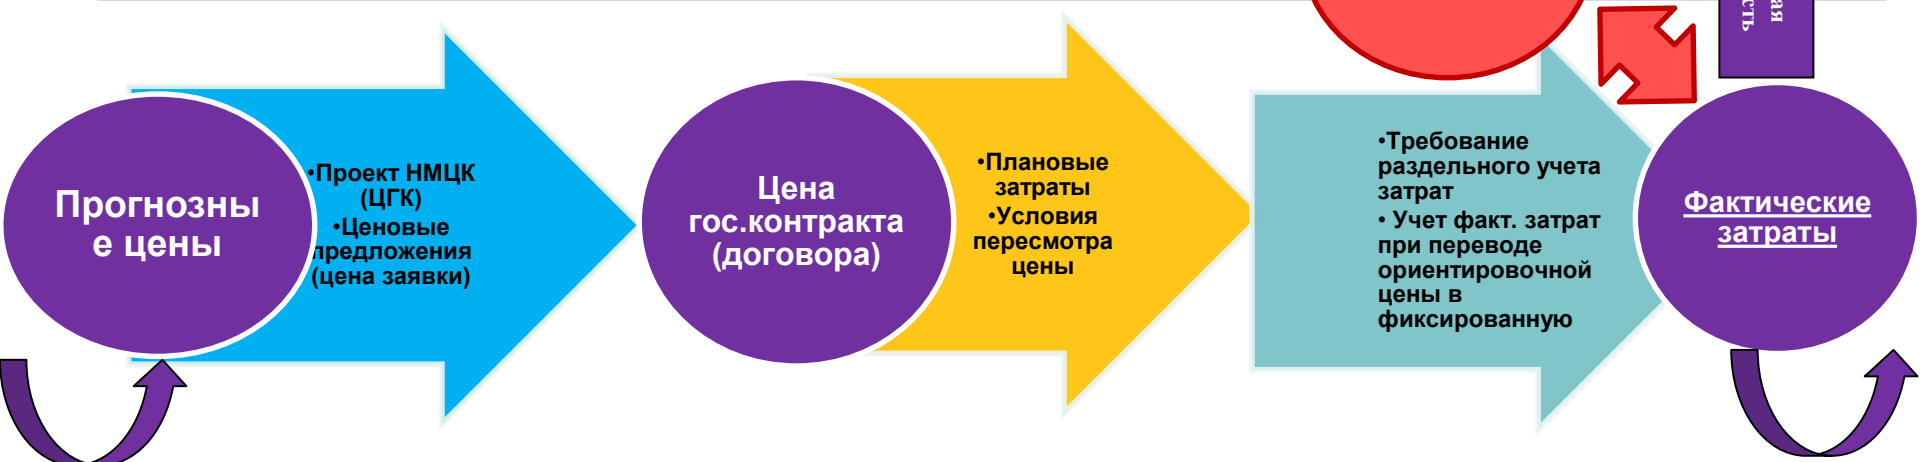 Прогнозны
е цены
•Проект НМЦК
(ЦГК)
•Ценовые
предложения
(цена заявки)
Цена
гос.контракта
(договора)
•Плановые
затраты
•Условия
пересмотра
цены
•Требование
раздельного учета
затрат
• Учет факт. затрат
при переводе
ориентировочной
цены в
фиксированную
Фактические
затраты